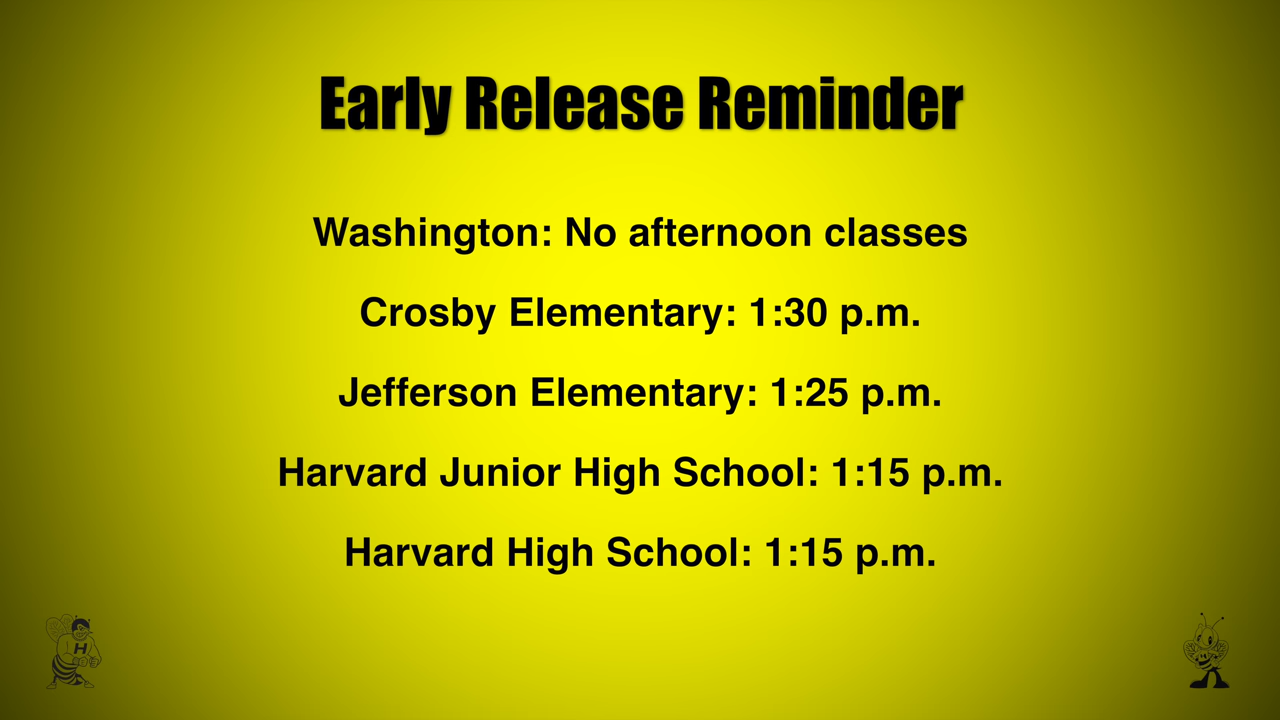 Early Release Reminder
Washington: No afternoon classes
Crosby Elementary: 1:30 p.m.
Jefferson Elementary: 1:25 p.m.
Harvard Junior High School: 1:15 p.m.
Harvard High School: 1:15 p.m.
H